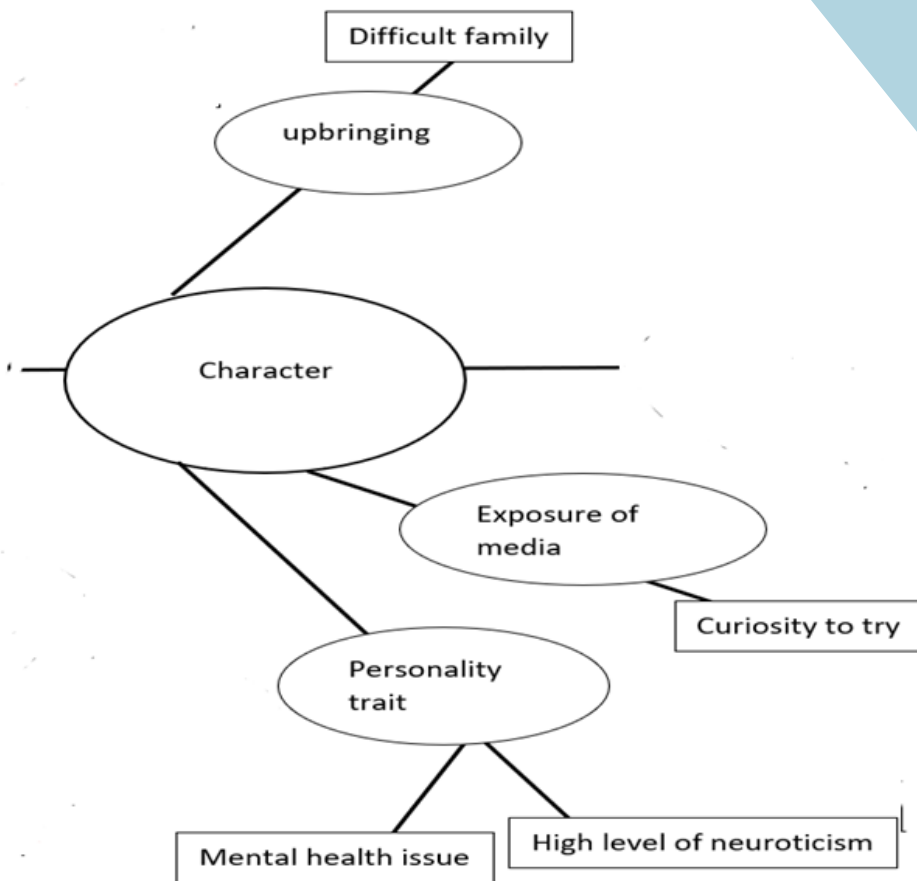 Difficult family
upbringing
Character
Exposure of
media
Curiosity to try
Personality
trait
High level of neuroticism
Mental health issue